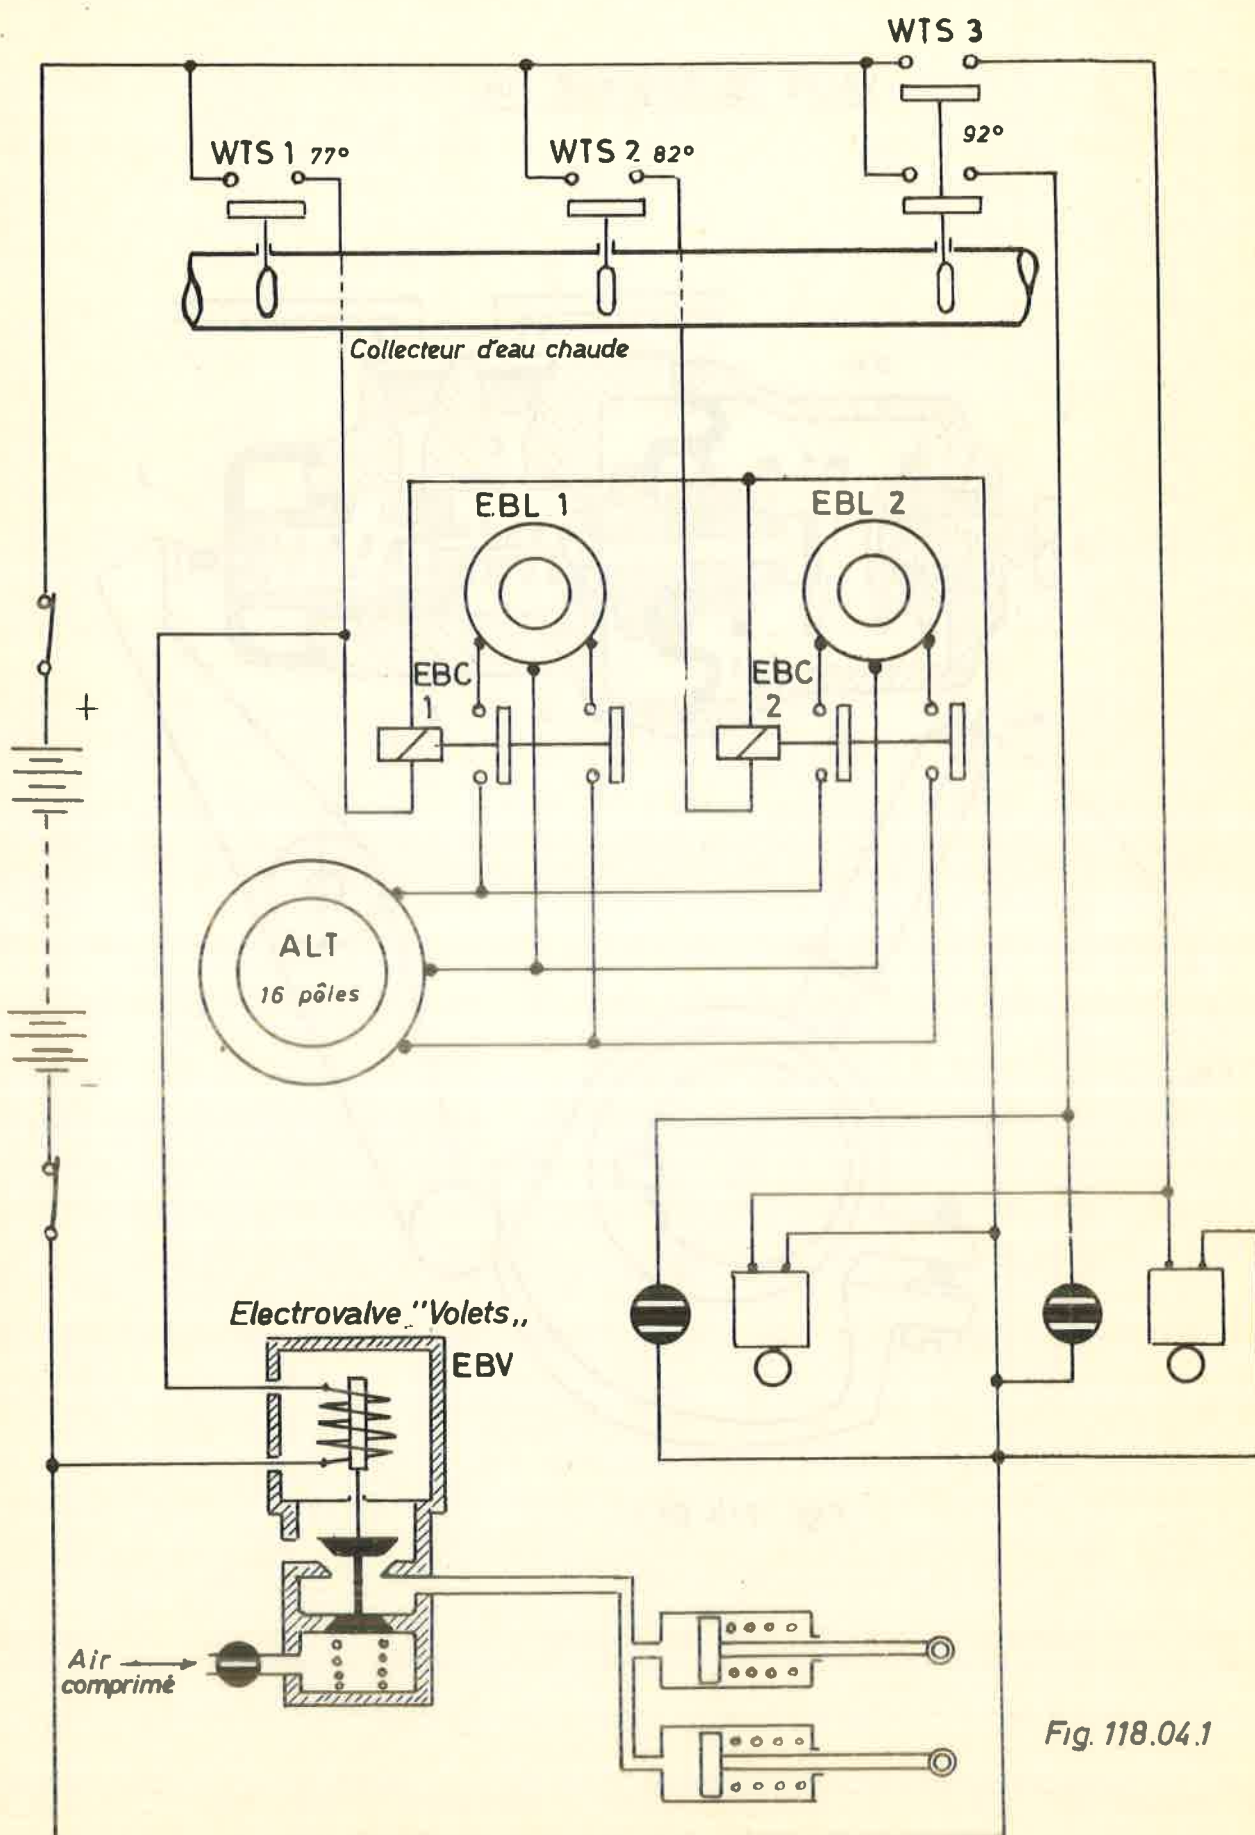 WTS 3
92°
WTS 1 77°
WTS 2 82°
Collecteur d'eau chaude
EBL 1
EBL 2
EBC
1
EBC
2
+
ALT
16 pôles
−
Electrovalve "Volets„
EBV
Air
comprimé
Fig. 118.04.1